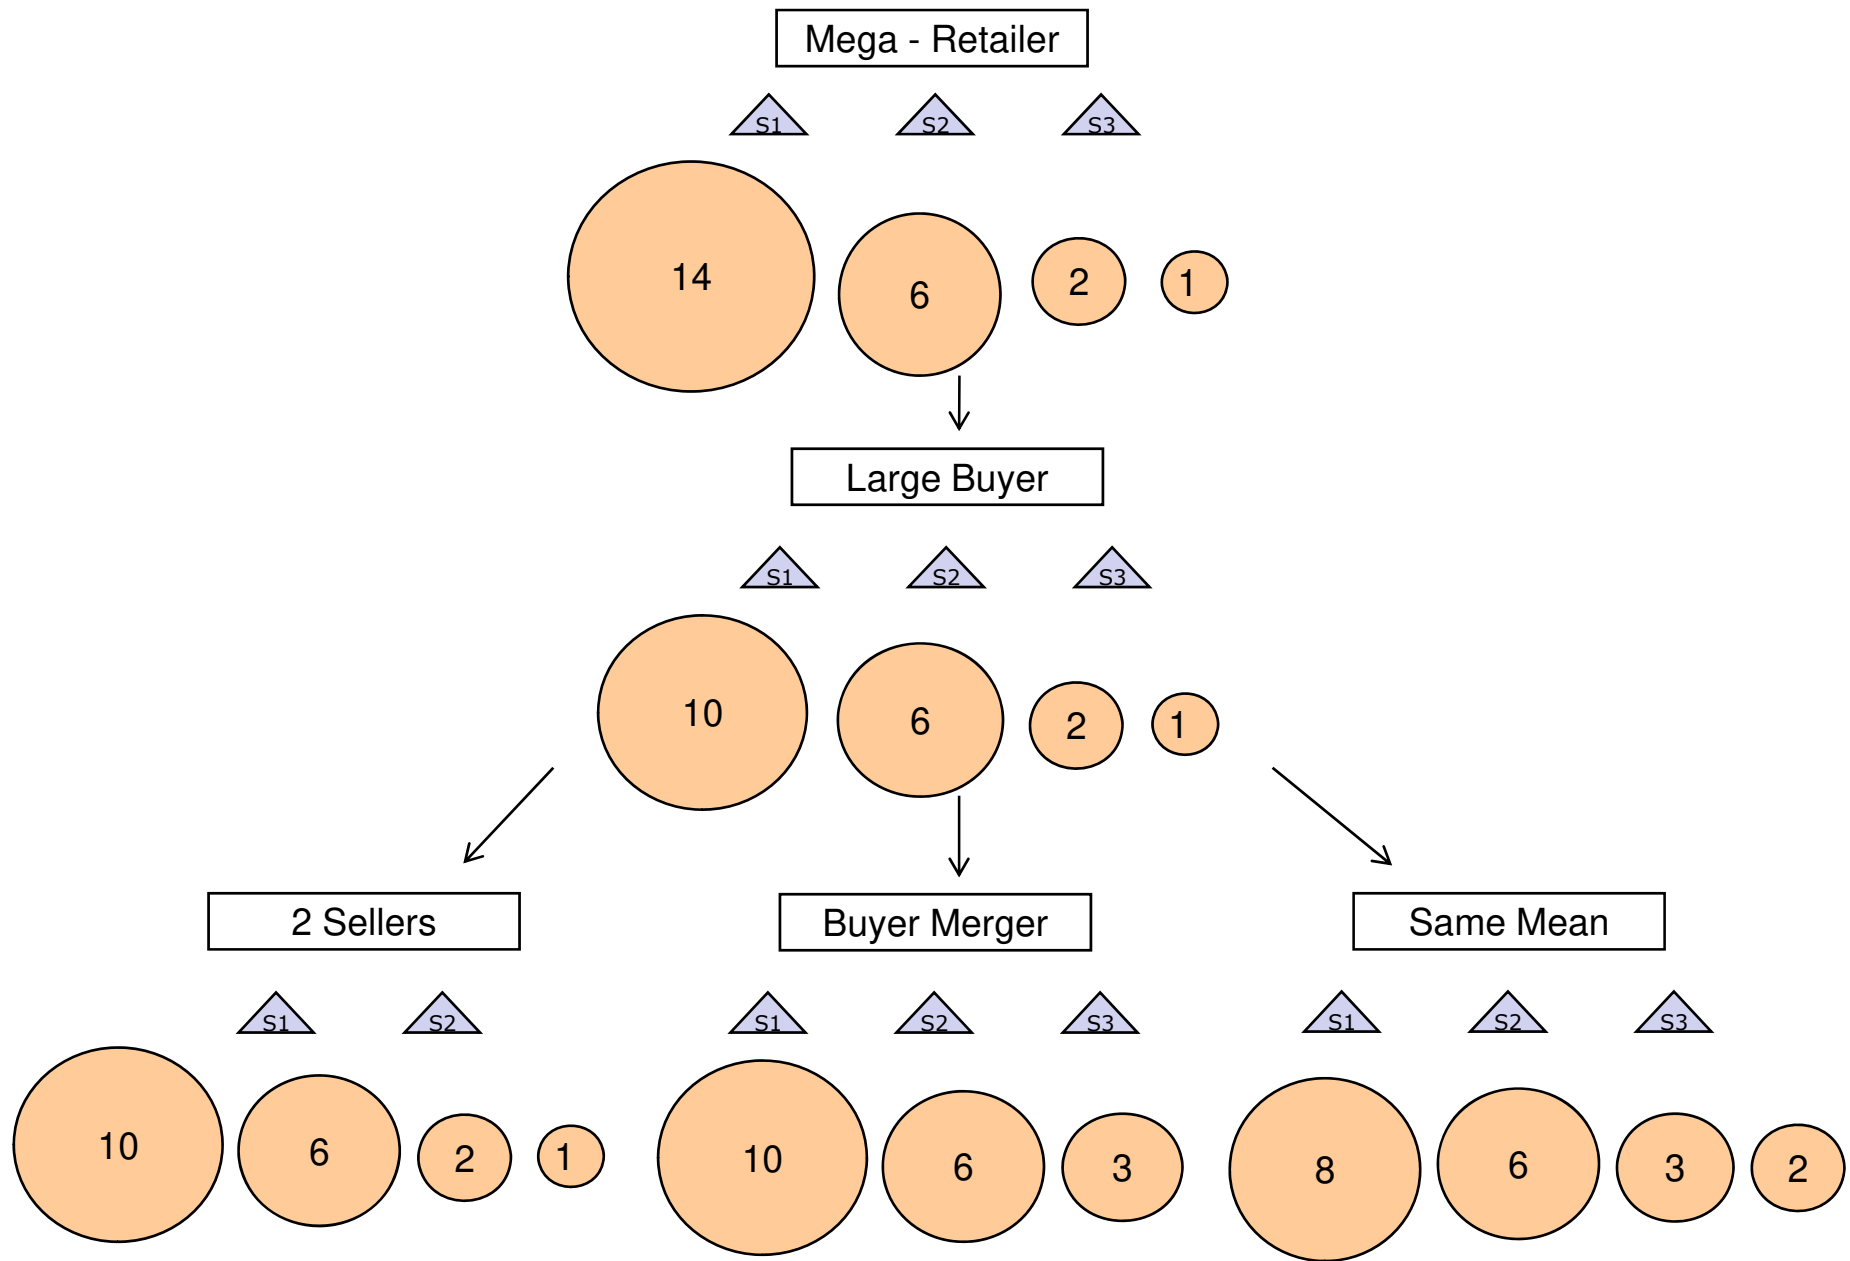 Mega - Retailer
S1 S2 S3
14 6 2 1
Large Buyer
S1 S2 S3
10 6 2 1
2 Sellers
S1 S2
10 6 2 1
Buyer Merger
S1 S2 S3
10 6 3
Same Mean
S1 S2 S3
8 6 3 2